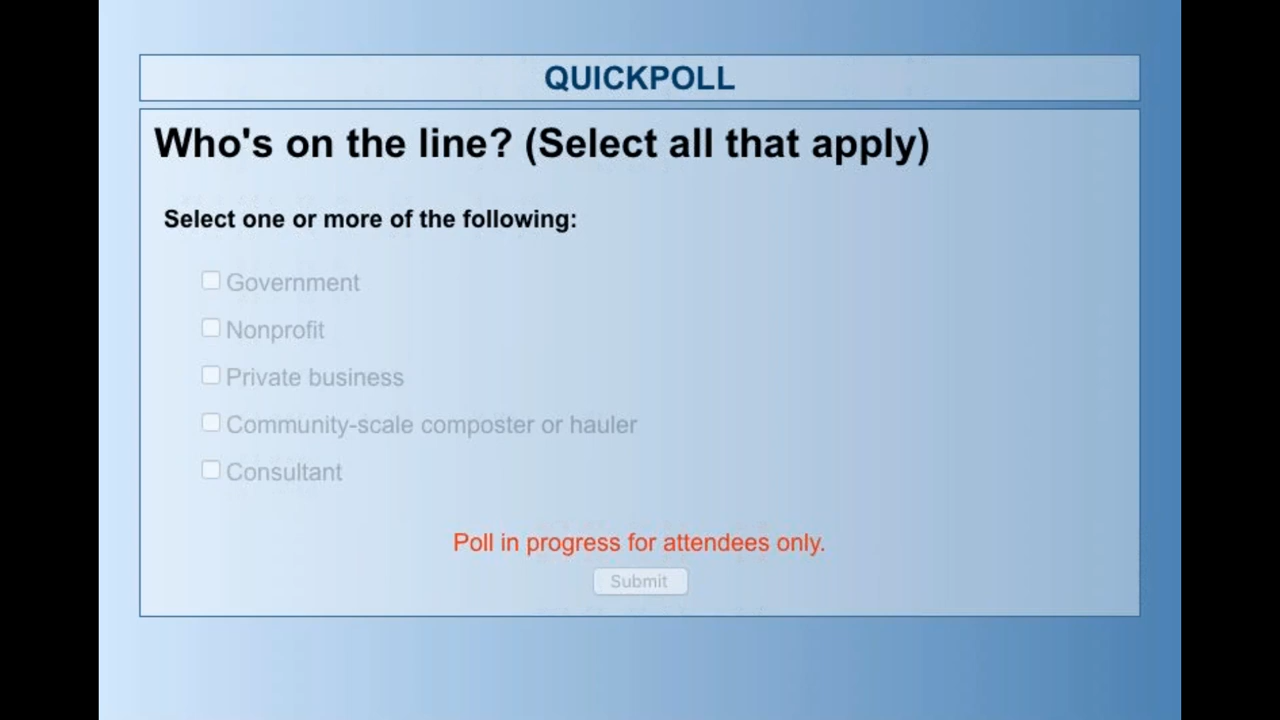 QUICKPOLL
Who's on the line? (Select all that apply)
Select one or more of the following:
Government
Nonprofit
Private business
Community-scale composter or hauler
Consultant
Poll in progress for attendees only.
Submit